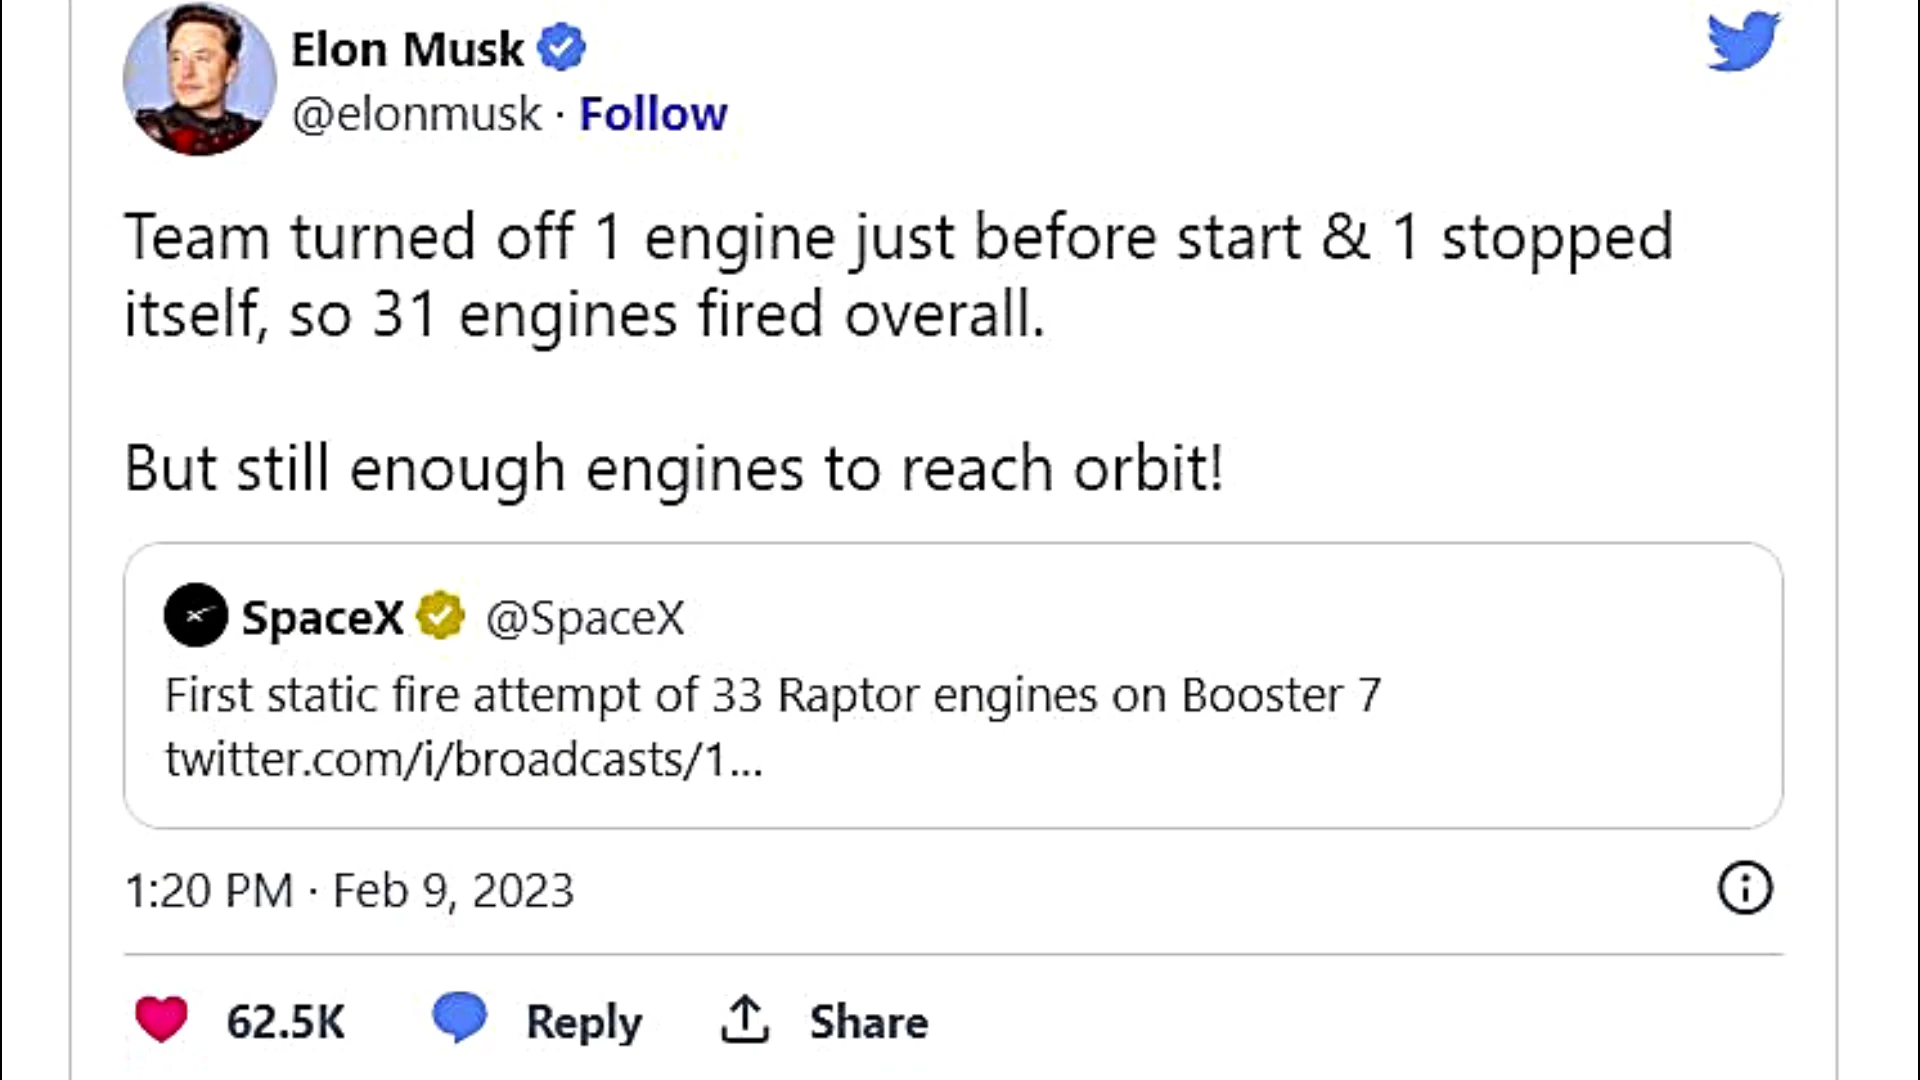 Elon Musk
@elonmusk · Follow
Team turned off 1 engine just before start & 1 stopped
itself, so 31 engines fired overall.
But still enough engines to reach orbit!
SpaceX @SpaceX
First static fire attempt of 33 Raptor engines on Booster 7
twitter.com/i/broadcasts/1...
1:20 PM · Feb 9, 2023
62.5K Reply Share